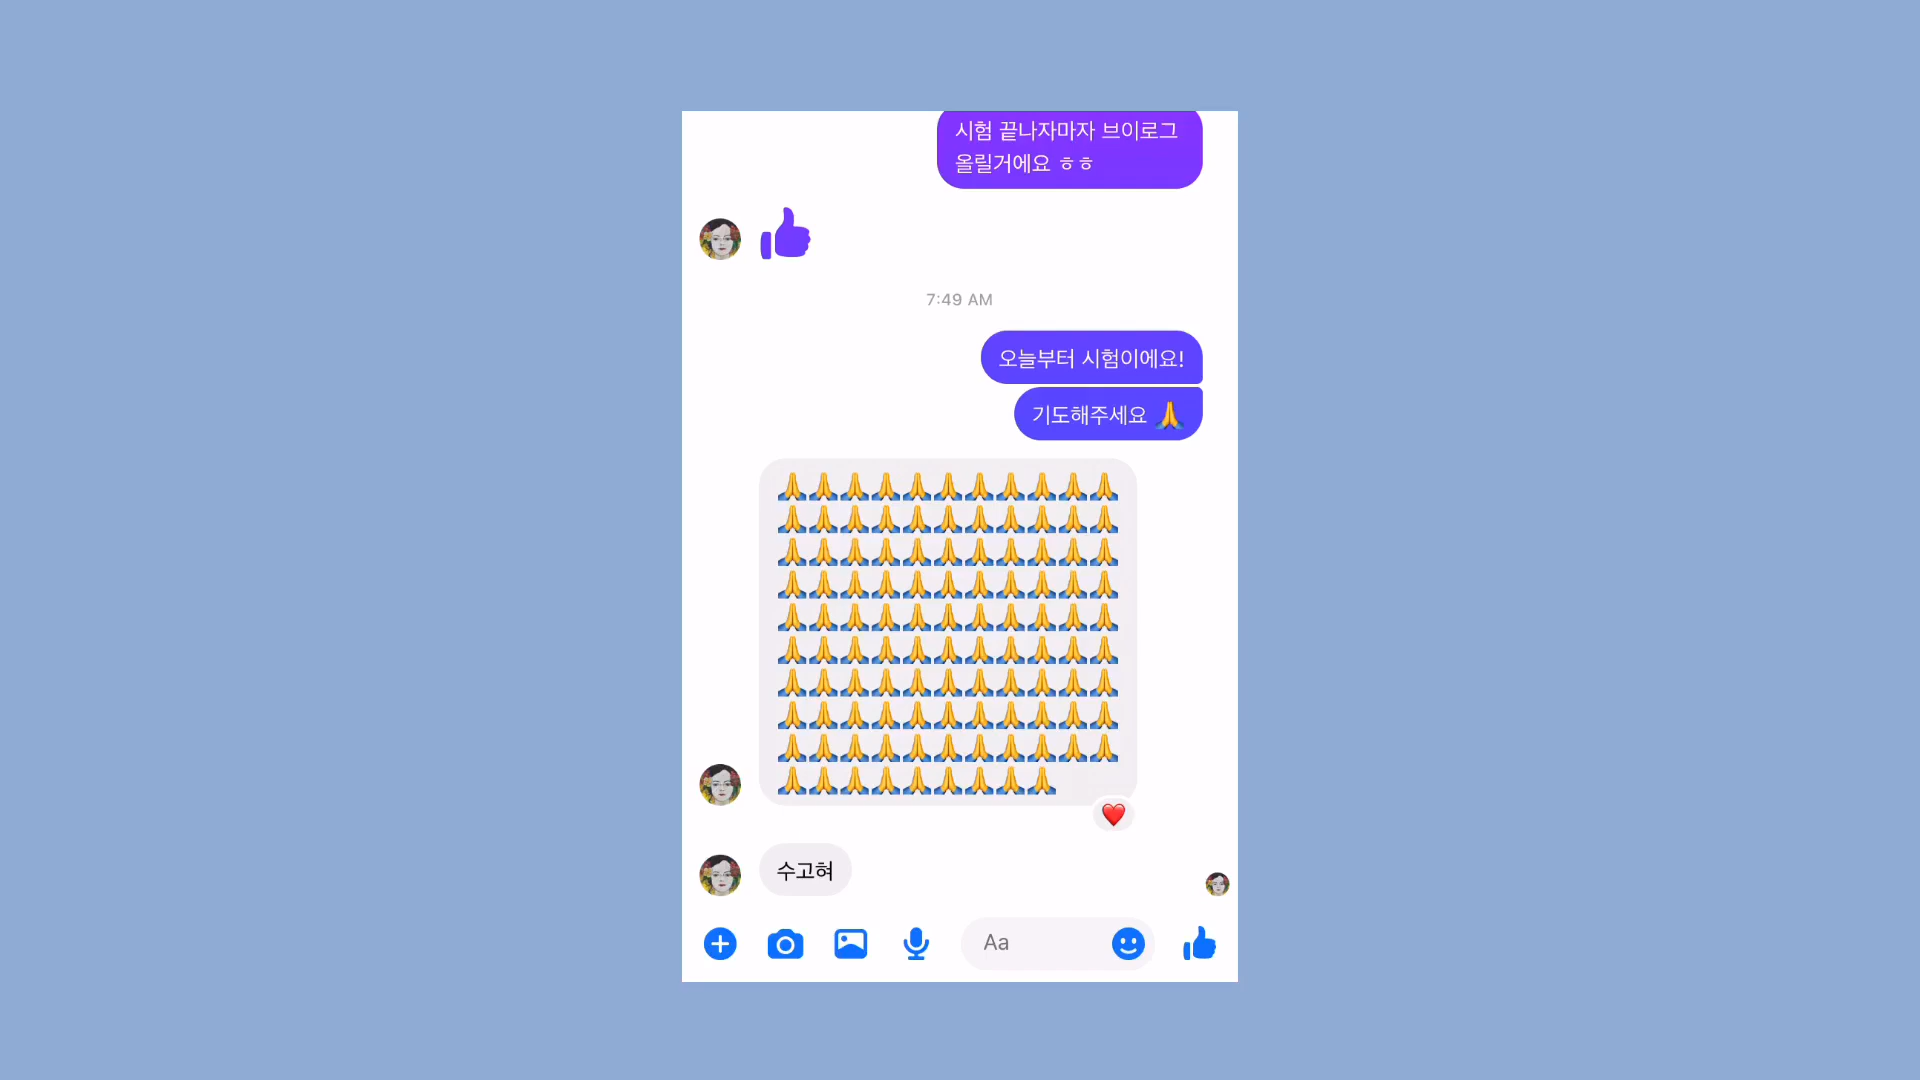 시험 끝나자마자 브이로그
올릴거에요 ㅎㅎ
7:49 AM
오늘부터 시험이에요!
기도해주세요 🙏
🙏🙏🙏🙏🙏🙏🙏🙏🙏🙏🙏
🙏🙏🙏🙏🙏🙏🙏🙏🙏🙏🙏
🙏🙏🙏🙏🙏🙏🙏🙏🙏🙏🙏
🙏🙏🙏🙏🙏🙏🙏🙏🙏🙏🙏
🙏🙏🙏🙏🙏🙏🙏🙏🙏🙏🙏
🙏🙏🙏🙏🙏🙏🙏🙏🙏🙏🙏
🙏🙏🙏🙏🙏🙏🙏🙏🙏🙏🙏
🙏🙏🙏🙏🙏🙏🙏🙏🙏🙏🙏
🙏🙏🙏🙏🙏🙏🙏🙏🙏🙏🙏
🙏🙏🙏🙏🙏🙏🙏🙏🙏
수고혀
Aa